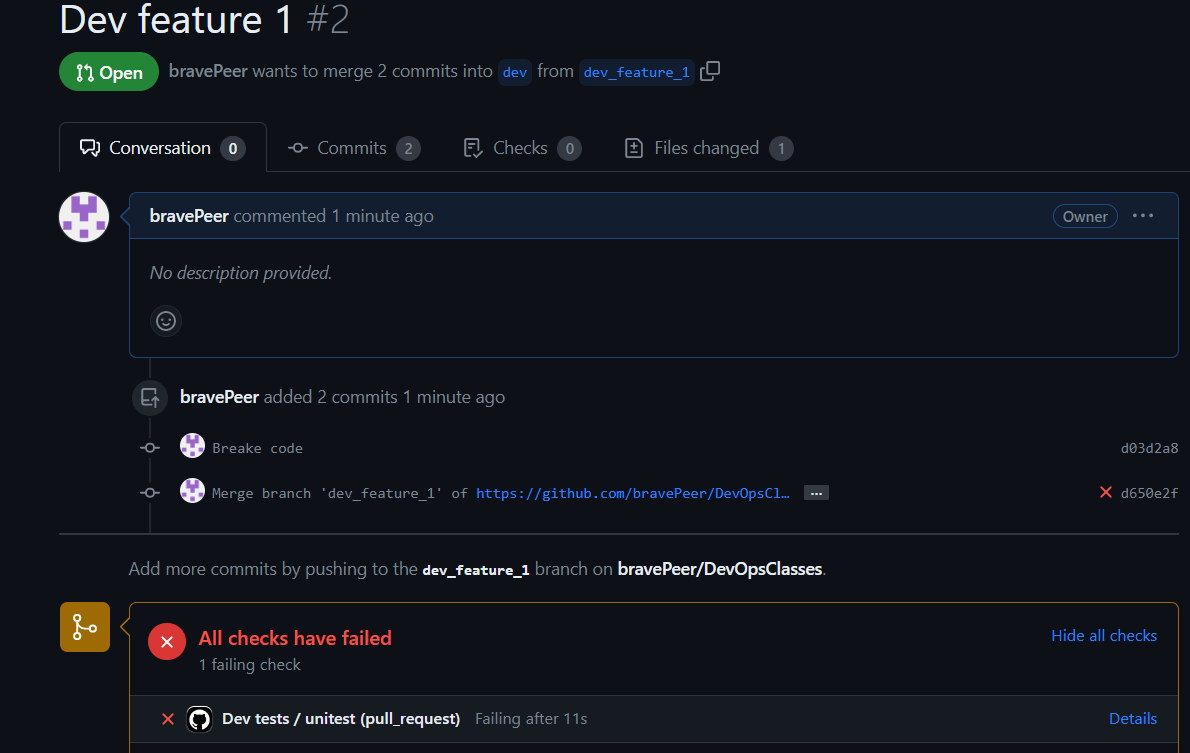 Dev feature 1 #2
Open bravePeer wants to merge 2 commits into dev from dev_feature_1
Conversation 0 Commits 2 Checks 0 Files changed 1
bravePeer commented 1 minute ago Owner
No description provided.
bravePeer added 2 commits 1 minute ago
Breake code d03d2a8
Merge branch 'dev_feature_1' of https://github.com/bravePeer/DevOpsCl… … d650e2f
Add more commits by pushing to the dev_feature_1 branch on bravePeer/DevOpsClasses.
All checks have failed Hide all checks
1 failing check
Dev tests / unitest (pull_request) Failing after 11s Details